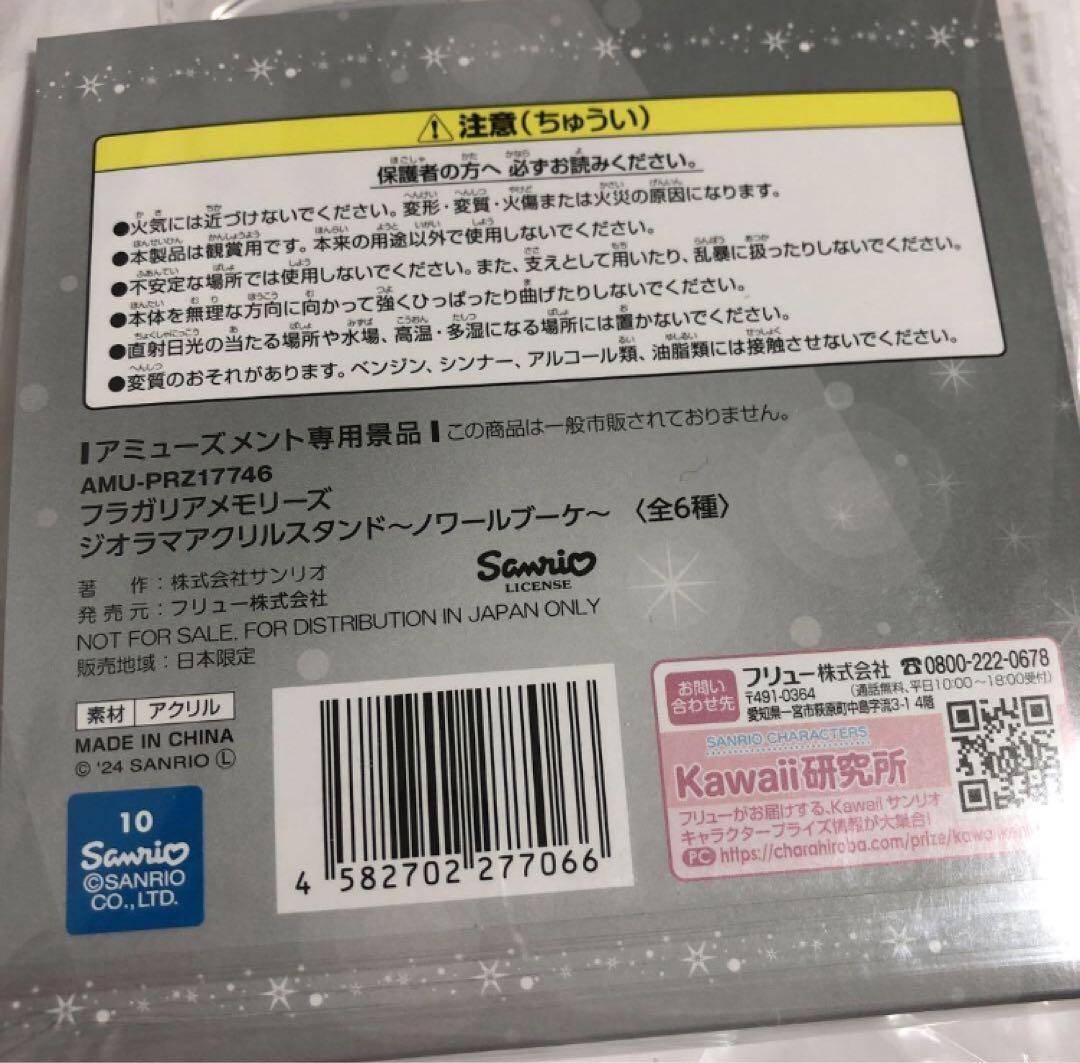 注意(ちゅうい)
保護者の方へ 必ずお読みください。
●火気には近づけないでください。変形・変質・火傷または火災の原因になります。
●本製品は観賞用です。本来の用途以外で使用しないでください。
●不安定な場所では使用しないでください。また、支えとして用いたり、乱暴に扱ったりしないでください。
●本体を無理な方向に向かって強くひっぱったり曲げたりしないでください。
●直射日光の当たる場所や水場、高温・多湿になる場所には置かないでください。
●変質のおそれがあります。ベンジン、シンナー、アルコール類、油脂類には接触させないでください。
アミューズメント専用景品 この商品は一般市販されておりません。
AMU-PRZ17746
フラガリアメモリーズ
ジオラマアクリルスタンド～ノワールブーケ～ 〈全6種〉
著 作：株式会社サンリオ
発売元：フリュー株式会社
Sanrio
LICENSE
NOT FOR SALE. FOR DISTRIBUTION IN JAPAN ONLY
販売地域：日本限定
素材 アクリル
MADE IN CHINA
© '24 SANRIO Ⓛ
10
Sanrio
©SANRIO
CO.,LTD.
4 582702 277066
お問い
合わせ先
フリュー株式会社 ☎0800-222-0678
〒491-0364 (通話無料、平日10:00～18:00受付)
愛知県一宮市萩原町中島字流3-1 4階
SANRIO CHARACTERS
Kawaii研究所
フリューがお届けする、Kawaii サンリオ
キャラクタープライズ情報が大集合!
PC https://charahiroba.com/prize/